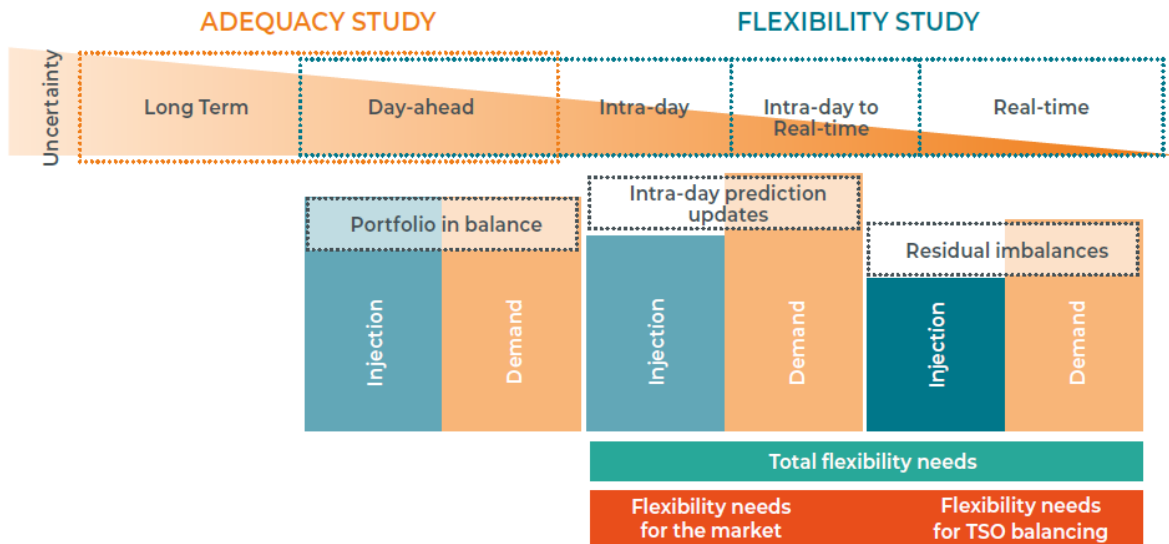 ADEQUACY STUDY
FLEXIBILITY STUDY
Uncertainty
Long Term
Day-ahead
Intra-day
Intra-day to
Real-time
Real-time
Portfolio in balance
Intra-day prediction
updates
Residual imbalances
Injection
Demand
Injection
Demand
Injection
Demand
Total flexibility needs
Flexibility needs
for the market
Flexibility needs
for TSO balancing